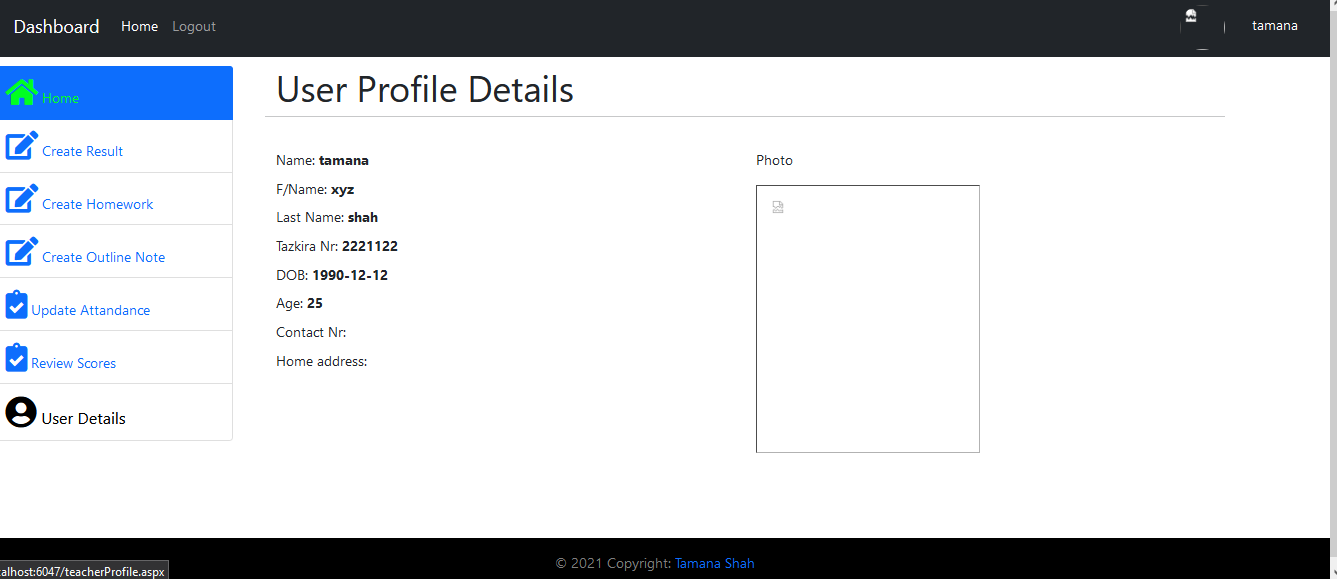 Dashboard Home Logout tamana
Home
Create Result
Create Homework
Create Outline Note
Update Attandance
Review Scores
User Details
User Profile Details
Name: tamana
F/Name: xyz
Last Name: shah
Tazkira Nr: 2221122
DOB: 1990-12-12
Age: 25
Contact Nr:
Home address:
Photo
© 2021 Copyright: Tamana Shah
alhost:6047/teacherProfile.aspx